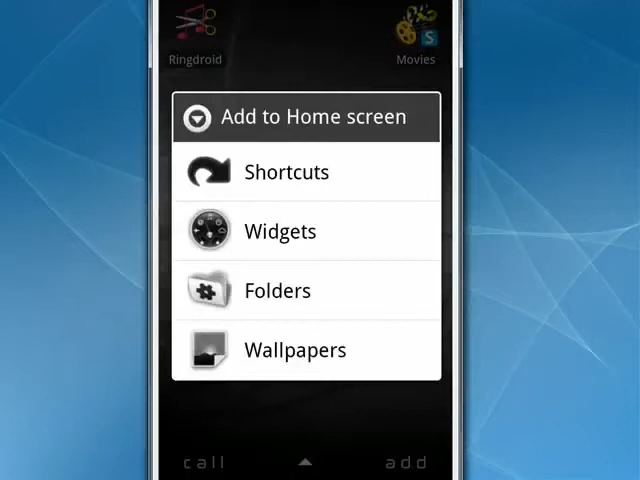 Ringdroid Movies
Add to Home screen
Shortcuts
Widgets
Folders
Wallpapers
call add